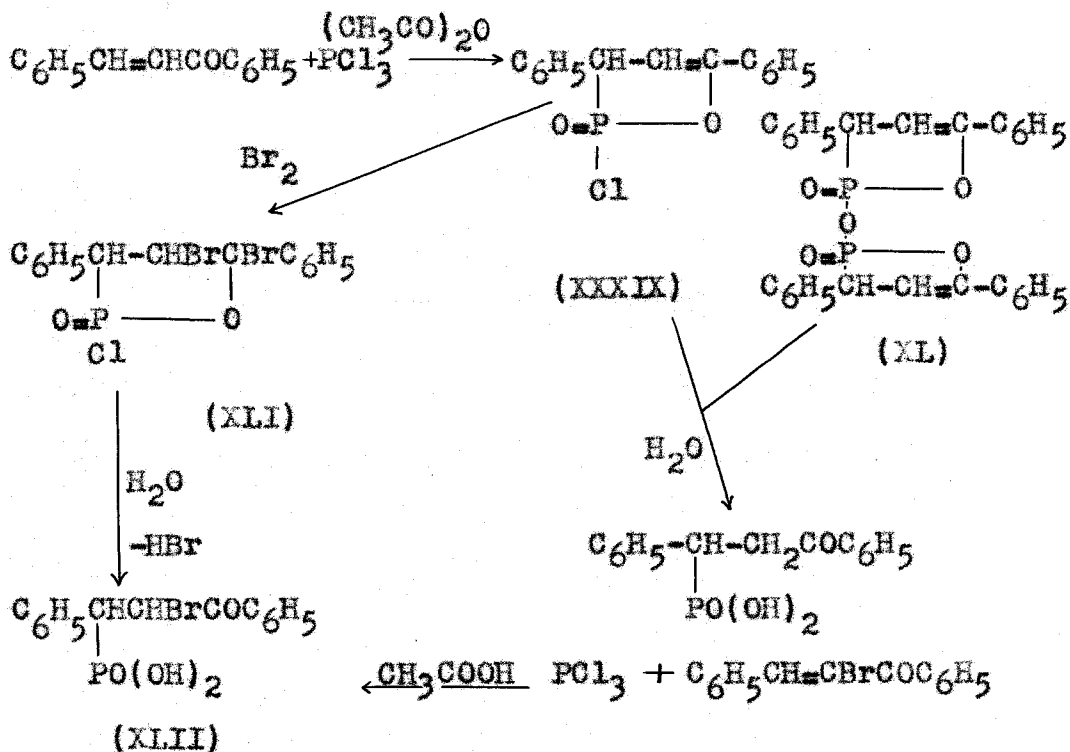 (CH3CO)2O
C6H5CH=CHCOC6H5+PCl3 C6H5CH-CH=C-C6H5
O=P O C6H5CH-CH=C-C6H5
Br2
Cl O=P O
O
C6H5CH-CHBrCBrC6H5 O=P O
(XXXIX) C6H5CH-CH=C-C6H5
O=P O
Cl (XL)
(XLI)
H2O H2O
-HBr
C6H5-CH-CH2COC6H5
C6H5CHCHBrCOC6H5
PO(OH)2
PO(OH)2 CH3COOH PCl3 + C6H5CH=CBrCOC6H5
(XLII)